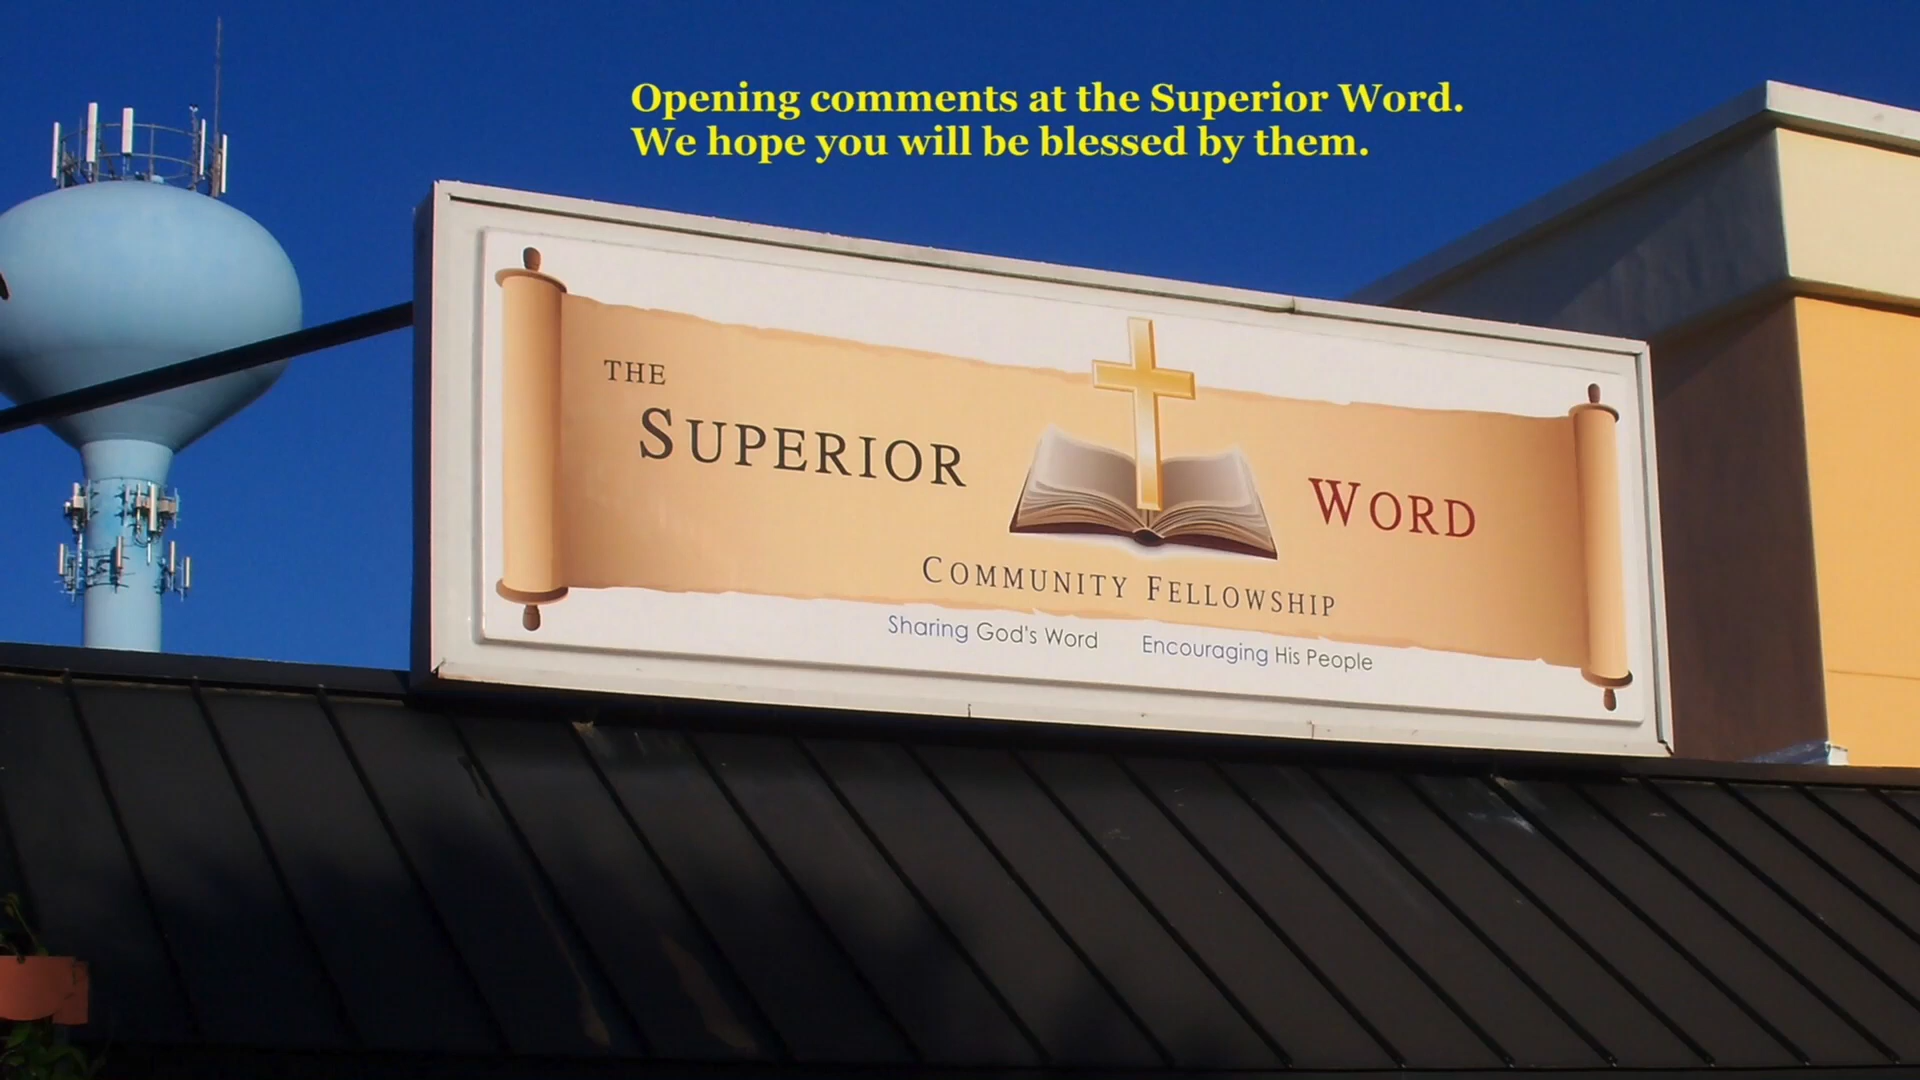 Opening comments at the Superior Word.
We hope you will be blessed by them.
THE
SUPERIOR WORD
COMMUNITY FELLOWSHIP
Sharing God's Word Encouraging His People